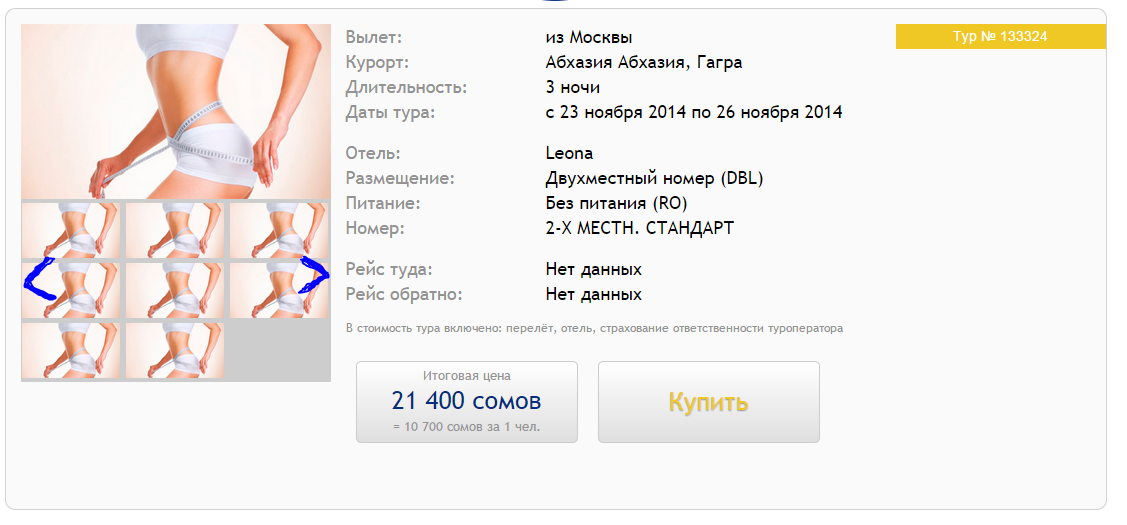 Тур № 133324
Вылет: из Москвы
Курорт: Абхазия Абхазия, Гагра
Длительность: 3 ночи
Даты тура: с 23 ноября 2014 по 26 ноября 2014
Отель: Leona
Размещение: Двухместный номер (DBL)
Питание: Без питания (RO)
Номер: 2-Х МЕСТН. СТАНДАРТ
Рейс туда: Нет данных
Рейс обратно: Нет данных
В стоимость тура включено: перелёт, отель, страхование ответственности туроператора
Итоговая цена
21 400 сомов
= 10 700 сомов за 1 чел.
Купить